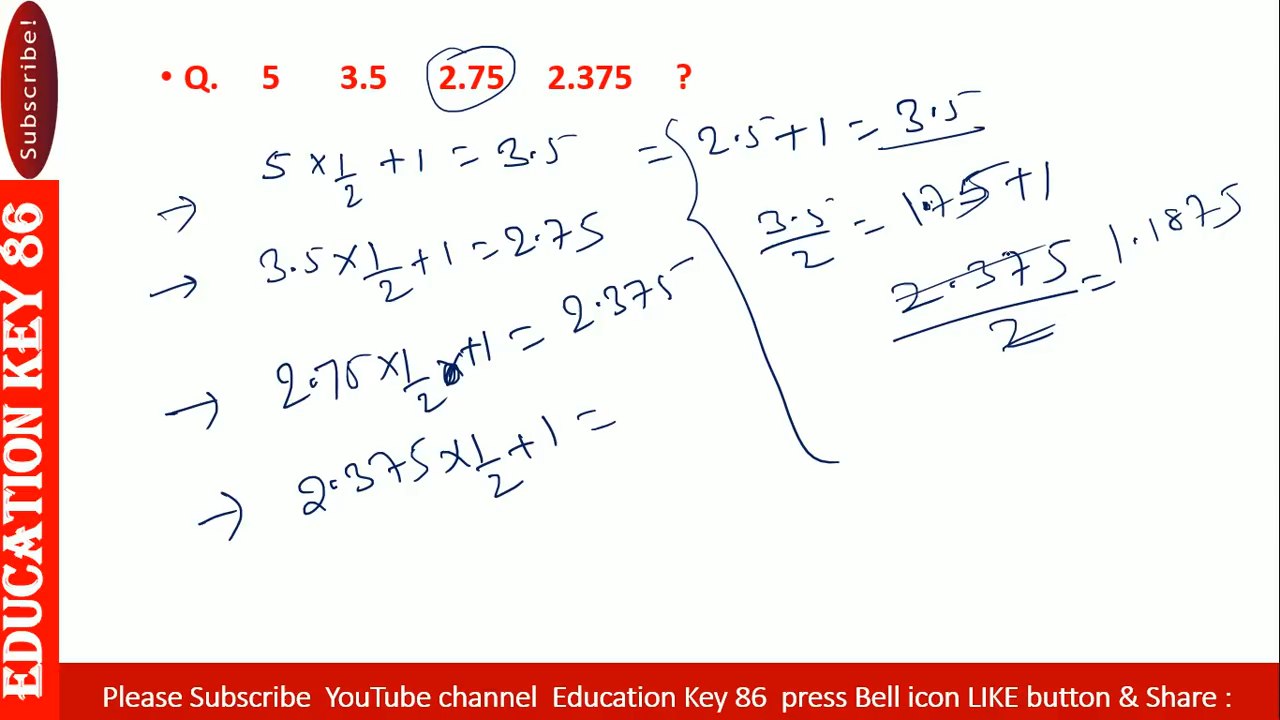 Subscribe!
EDUCATION KEY 86
• Q. 5 3.5 2.75 2.375 ?
→ 5 × 1/2 + 1 = 3.5
→ 3.5 × 1/2 + 1 = 2.75
→ 2.75 × 1/2 +1 = 2.375
→ 2.375 × 1/2 + 1 =
= { 2.5 + 1 = 3.5
3.5/2 = 1.75 + 1
2.375/2 = 1.1875
Please Subscribe YouTube channel Education Key 86 press Bell icon LIKE button & Share :